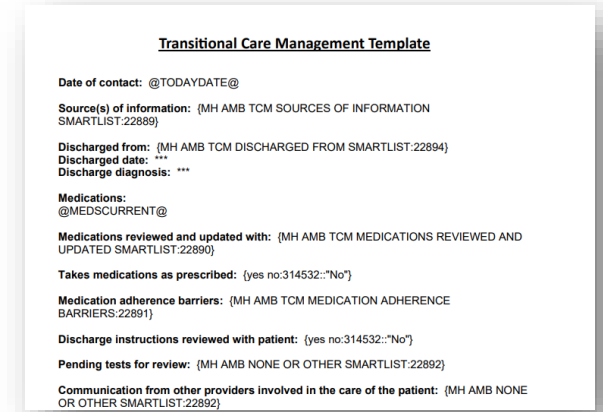 Transitional Care Management Template
Date of contact: @TODAYDATE@
Source(s) of information: {MH AMB TCM SOURCES OF INFORMATION
SMARTLIST:22889}
Discharged from: {MH AMB TCM DISCHARGED FROM SMARTLIST:22894}
Discharged date: ***
Discharge diagnosis: ***
Medications:
@MEDSCURRENT@
Medications reviewed and updated with: {MH AMB TCM MEDICATIONS REVIEWED AND
UPDATED SMARTLIST:22890}
Takes medications as prescribed: {yes no:314532::"No"}
Medication adherence barriers: {MH AMB TCM MEDICATION ADHERENCE
BARRIERS:22891}
Discharge instructions reviewed with patient: {yes no:314532::"No"}
Pending tests for review: {MH AMB NONE OR OTHER SMARTLIST:22892}
Communication from other providers involved in the care of the patient: {MH AMB NONE
OR OTHER SMARTLIST:22892}